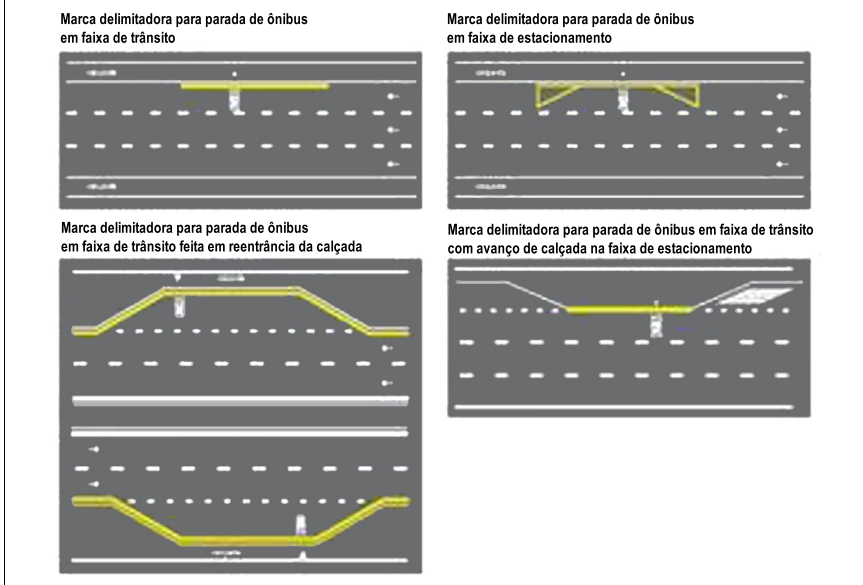 Marca delimitadora para parada de ônibus
em faixa de trânsito
Marca delimitadora para parada de ônibus
em faixa de estacionamento
Marca delimitadora para parada de ônibus
em faixa de trânsito feita em reentrância da calçada
Marca delimitadora para parada de ônibus em faixa de trânsito
com avanço de calçada na faixa de estacionamento